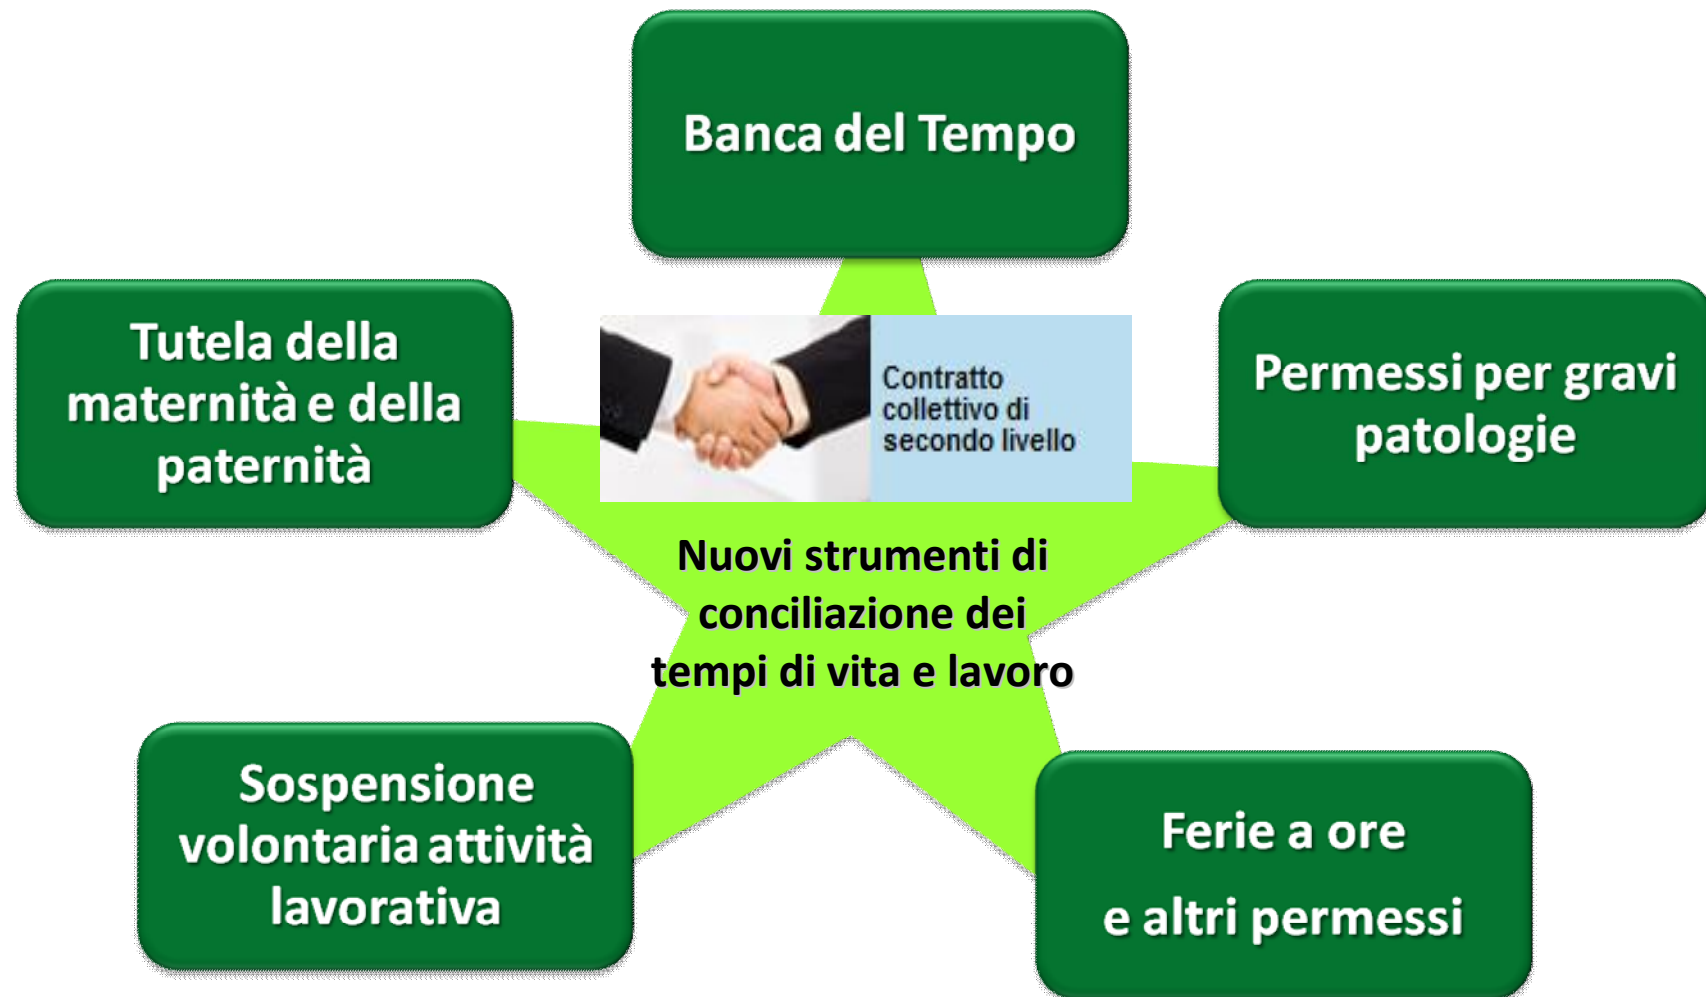 Banca del Tempo
Tutela della
maternità e della
paternità
Contratto
collettivo di
secondo livello
Permessi per gravi
patologie
Nuovi strumenti di
conciliazione dei
tempi di vita e lavoro
Sospensione
volontaria attività
lavorativa
Ferie a ore
e altri permessi